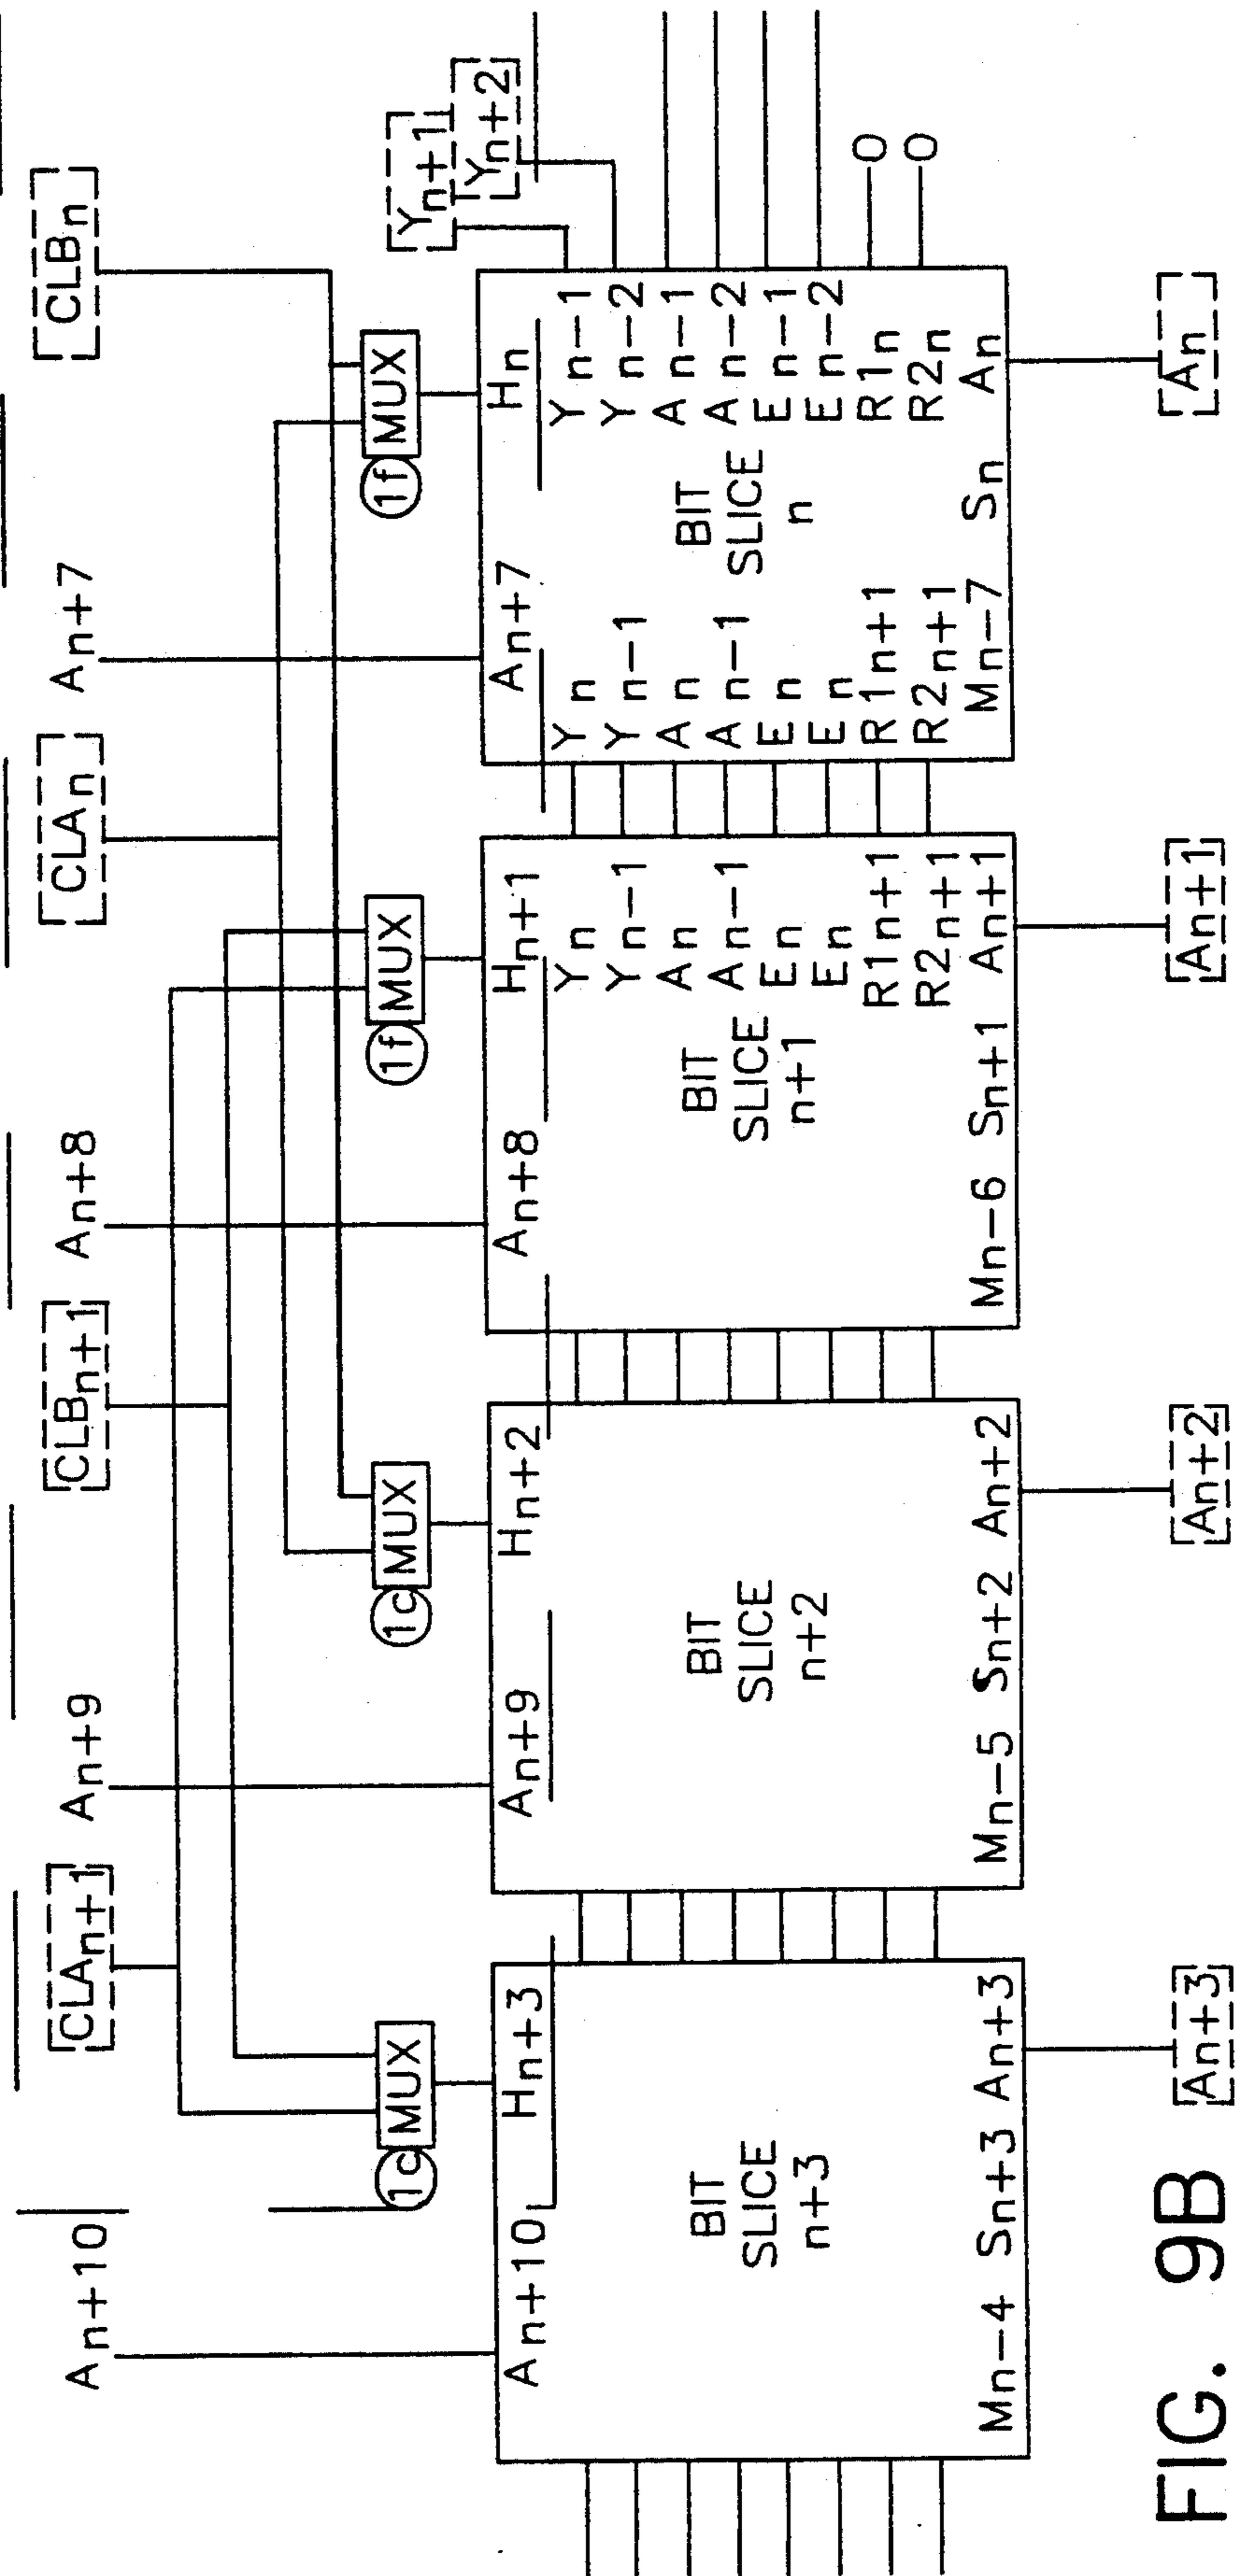 An+10 CLAn+1 An+9 CLBn+1 An+8 CLAn An+7 CLBn
1c MUX 1c MUX 1f MUX 1f MUX
Yn+1
Yn+2
An+10 Hn+3
BIT
SLICE
n+3
Mn-4 Sn+3 An+3
An+9 Hn+2
BIT
SLICE
n+2
Mn-5 Sn+2 An+2
An+8 Hn+1
BIT
SLICE
n+1
Yn
Yn-1
An
An-1
En
En
R1n+1
R2n+1
Mn-6 Sn+1 An+1
An+7 Hn
Yn
Yn-1
An
An-1
En
En
R1n+1
R2n+1
BIT
SLICE
n
Yn-1
Yn-2
An-1
An-2
En-1
En-2
R1n
R2n
Mn-7 Sn An
0
0
An+3 An+2 An+1 An
FIG. 9B